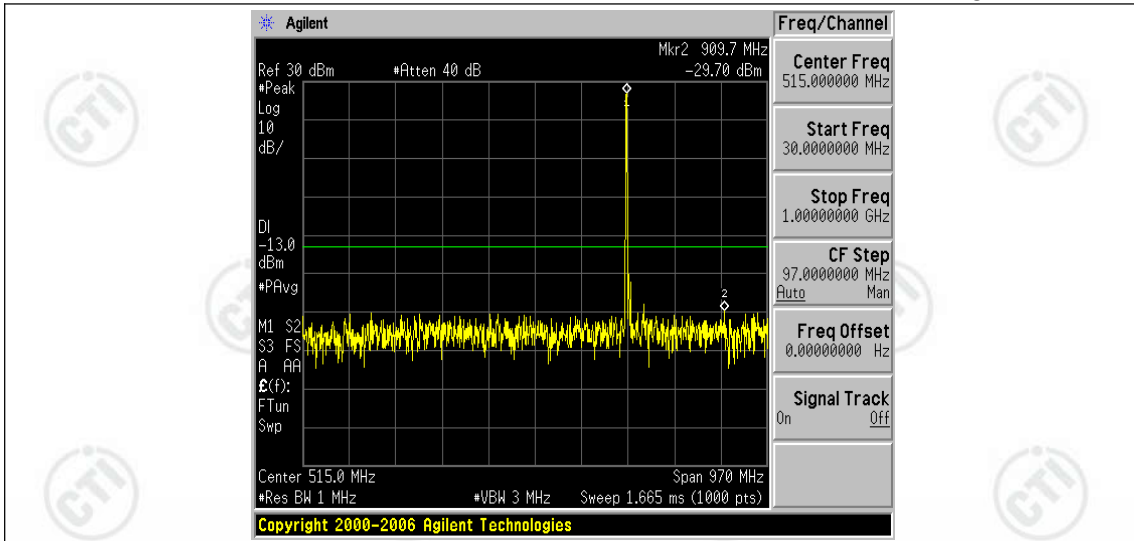 Agilent
Freq/Channel
Mkr2 909.7 MHz
Ref 30 dBm #Atten 40 dB -29.70 dBm
#Peak
Log
10
dB/
DI
-13.0
dBm
#PAvg
M1 S2
S3 FS
A AA
£(f):
FTun
Swp
1
2
Center 515.0 MHz Span 970 MHz
#Res BW 1 MHz #VBW 3 MHz Sweep 1.665 ms (1000 pts)
Copyright 2000-2006 Agilent Technologies
Center Freq
515.000000 MHz
Start Freq
30.0000000 MHz
Stop Freq
1.00000000 GHz
CF Step
97.0000000 MHz
Auto Man
Freq Offset
0.00000000 Hz
Signal Track
On Off
CTI
CTI
CTI
CTI